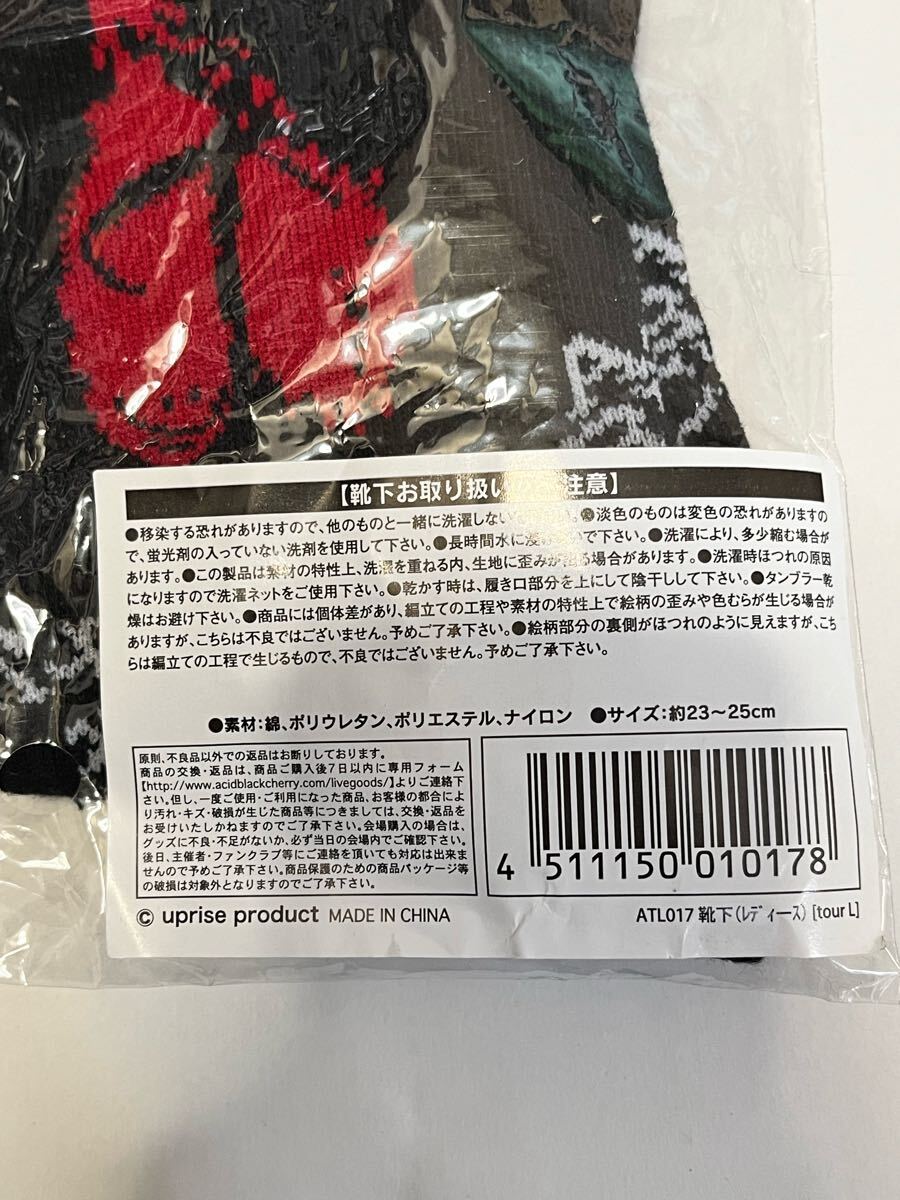 【靴下お取り扱い 注意】
●移染する恐れがありますので、他のものと一緒に洗濯しない ●淡色のものは変色の恐れがありますの
で、蛍光剤の入っていない洗剤を使用して下さい。●長時間水に 下さい。●洗濯により、多少縮む場合が
あります。●この製品は素材の特性上、洗濯を重ねる内、生地に歪みが 場合があります。●洗濯時ほつれの原因
になりますので洗濯ネットをご使用下さい。●乾かす時は、履き口部分を上にして陰干しして下さい。●タンブラー乾
燥はお避け下さい。●商品には個体差があり、編立ての工程や素材の特性上で絵柄の歪みや色むらが生じる場合が
ありますが、こちらは不良ではございません。予めご了承下さい。●絵柄部分の裏側がほつれのように見えますが、こち
らは編立ての工程で生じるもので、不良ではございません。予めご了承下さい。
●素材:綿、ポリウレタン、ポリエステル、ナイロン ●サイズ:約23〜25cm
原則、不良品以外での返品はお断りしております。
商品の交換・返品は、商品ご購入後7日以内に専用フォーム
【http://www.acidblackcherry.com/livegoods/】よりご連絡下
さい。但し、一度ご使用・ご利用になった商品、お客様の都合によ
り汚れ・キズ・破損が生じた商品等につきましては、交換・返品を
お受けいたしかねますのでご了承下さい。会場購入の場合は、
グッズに不良・不足がないか、必ず当日の会場内でご確認下さい。
後日、主催者・ファンクラブ等にご連絡を頂いても対応は出来ま
せんので予めご了承下さい。商品保護のための商品パッケージ等
の破損は対象外となりますのでご了承下さい。
4 511150 010178
© uprise product MADE IN CHINA
ATL017 靴下(ﾚﾃﾞｨｰｽ) [tour L]